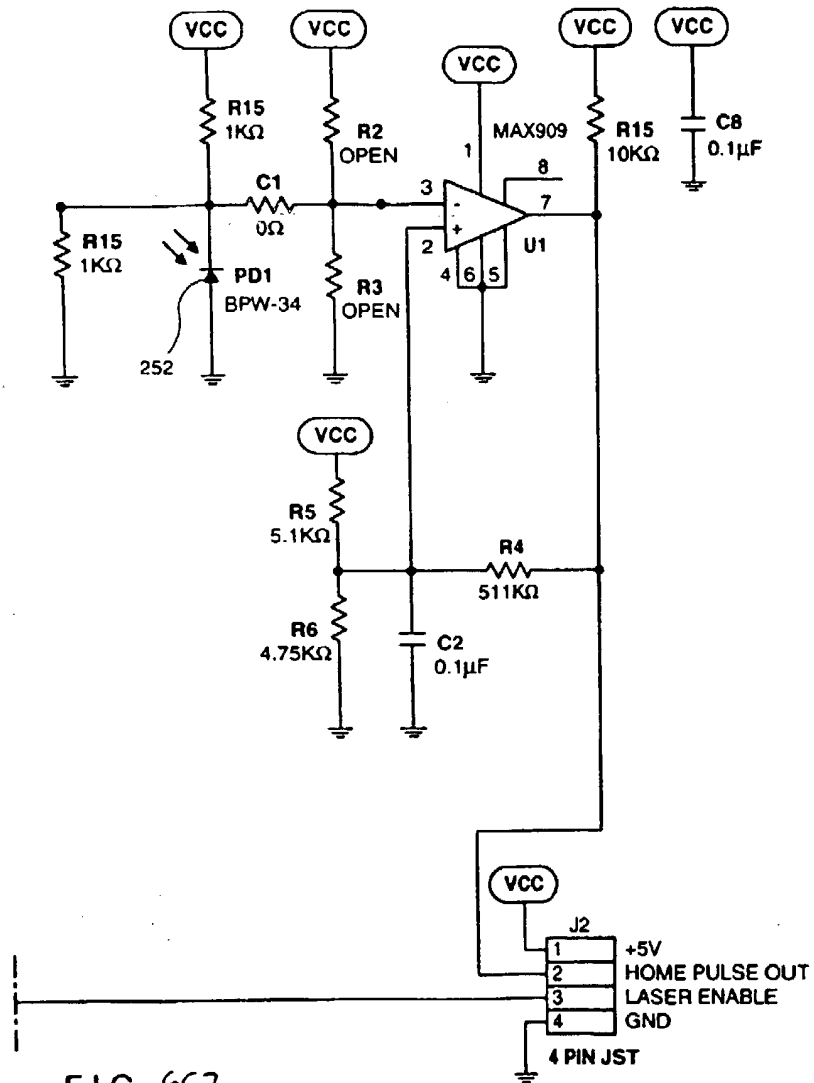 VCC
VCC
VCC
VCC
VCC
R15
1KΩ
R2
OPEN
MAX909
1
R15
10KΩ
C8
0.1µF
C1
0Ω
3
-
+
2
8
7
U1
4
6
5
R15
1KΩ
PD1
BPW-34
R3
OPEN
252
VCC
R5
5.1KΩ
R4
511KΩ
R6
4.75KΩ
C2
0.1µF
VCC
J2
1 +5V
2 HOME PULSE OUT
3 LASER ENABLE
4 GND
4 PIN JST